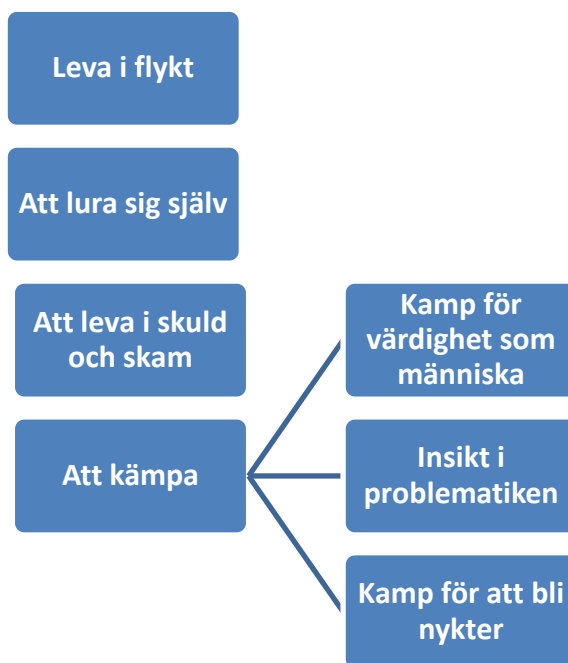 Leva i flykt
Att lura sig själv
Att leva i skuld
och skam
Att kämpa
Kamp för
värdighet som
människa
Insikt i
problematiken
Kamp för att bli
nykter